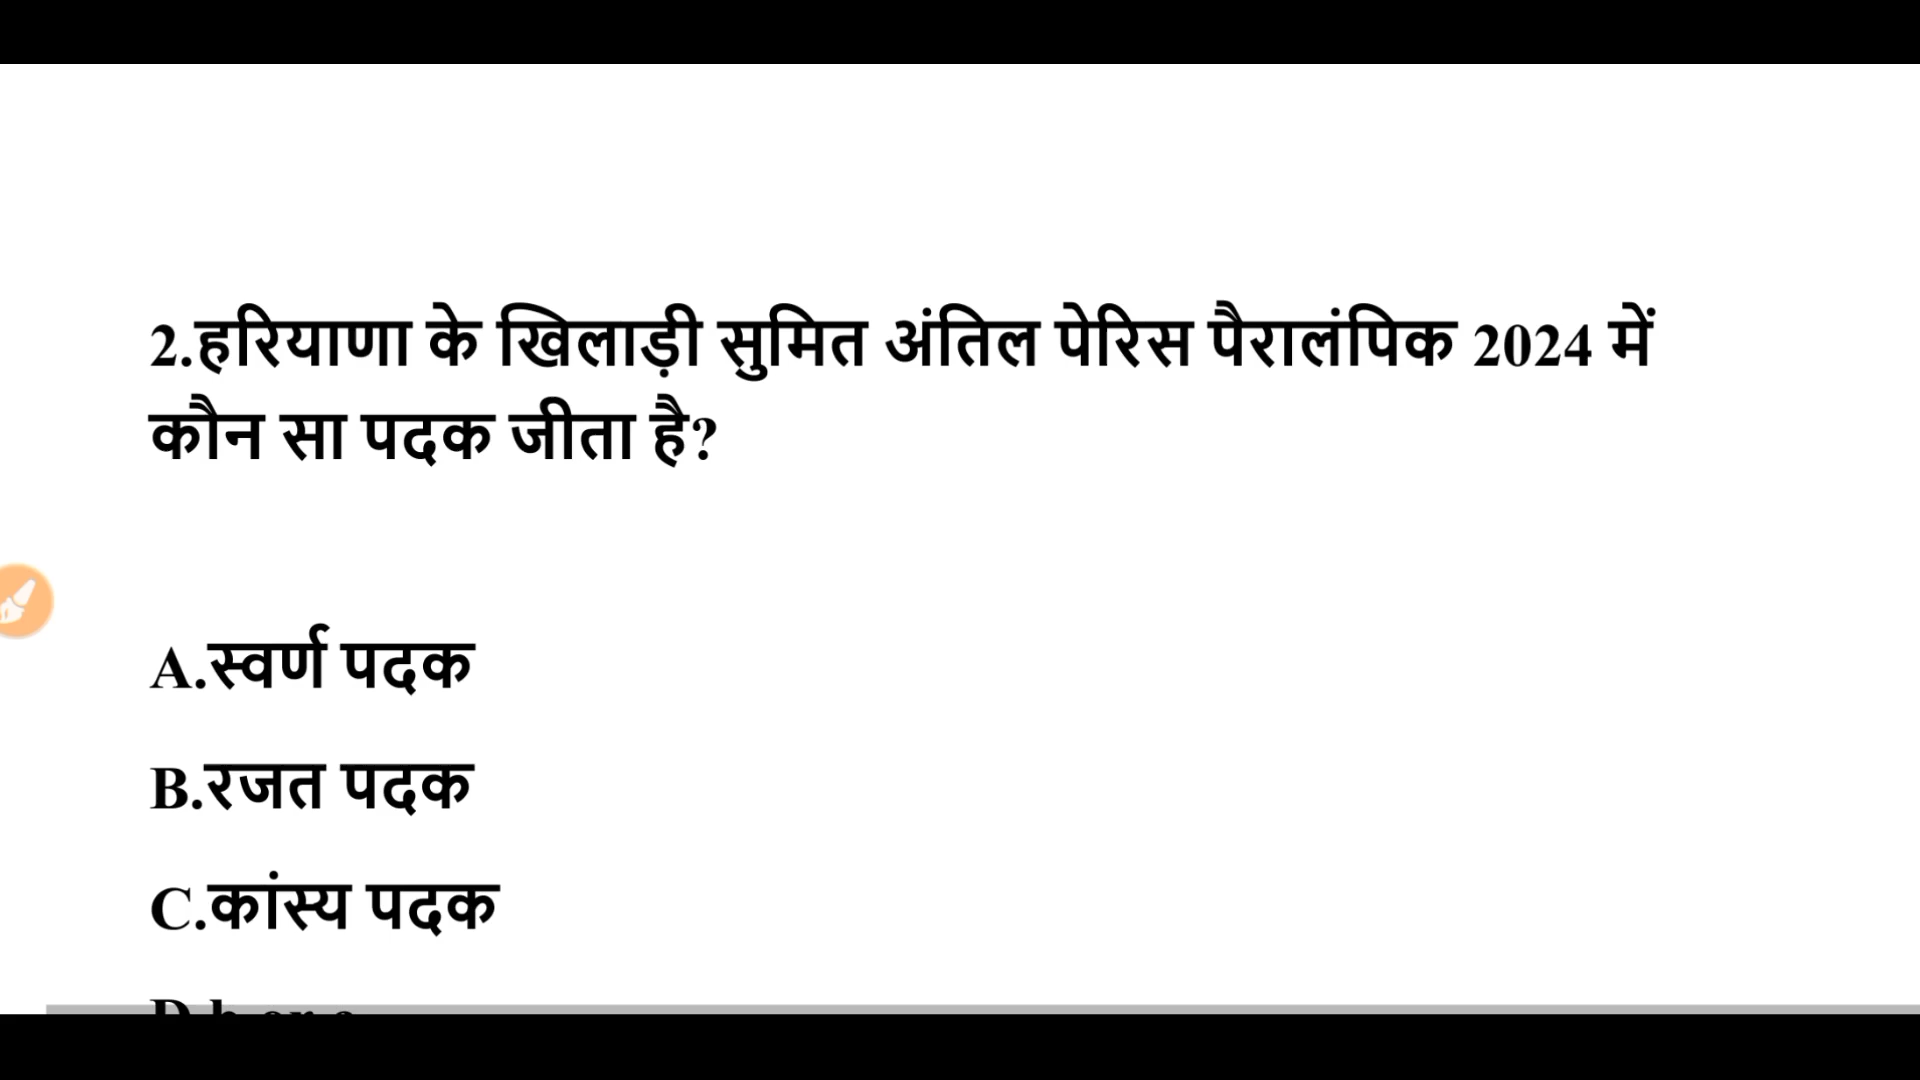 2.हरियाणा के खिलाड़ी सुमित अंतिल पेरिस पैरालंपिक 2024 में
कौन सा पदक जीता है?
A.स्वर्ण पदक
B.रजत पदक
C.कांस्य पदक